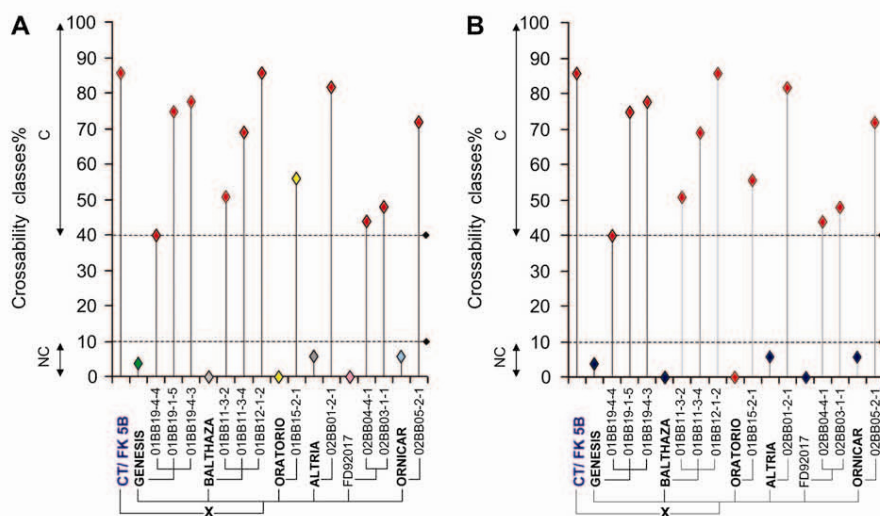 A
Crossability classes%
C
NC
100
90
80
70
60
50
40
30
20
10
0
CT/ FK 5B
GENESIS
01BB19-4-4
01BB19-1-5
01BB19-4-3
BALTHAZA
01BB11-3-2
01BB11-3-4
01BB12-1-2
ORATORIO
01BB15-2-1
ALTRIA
02BB01-2-1
FD92017
02BB04-4-1
02BB03-1-1
ORNICAR
02BB05-2-1
X
B
Crossability classes%
C
NC
100
90
80
70
60
50
40
30
20
10
0
CT/ FK 5B
GENESIS
01BB19-4-4
01BB19-1-5
01BB19-4-3
BALTHAZA
01BB11-3-2
01BB11-3-4
01BB12-1-2
ORATORIO
01BB15-2-1
ALTRIA
02BB01-2-1
FD92017
02BB04-4-1
02BB03-1-1
ORNICAR
02BB05-2-1
X